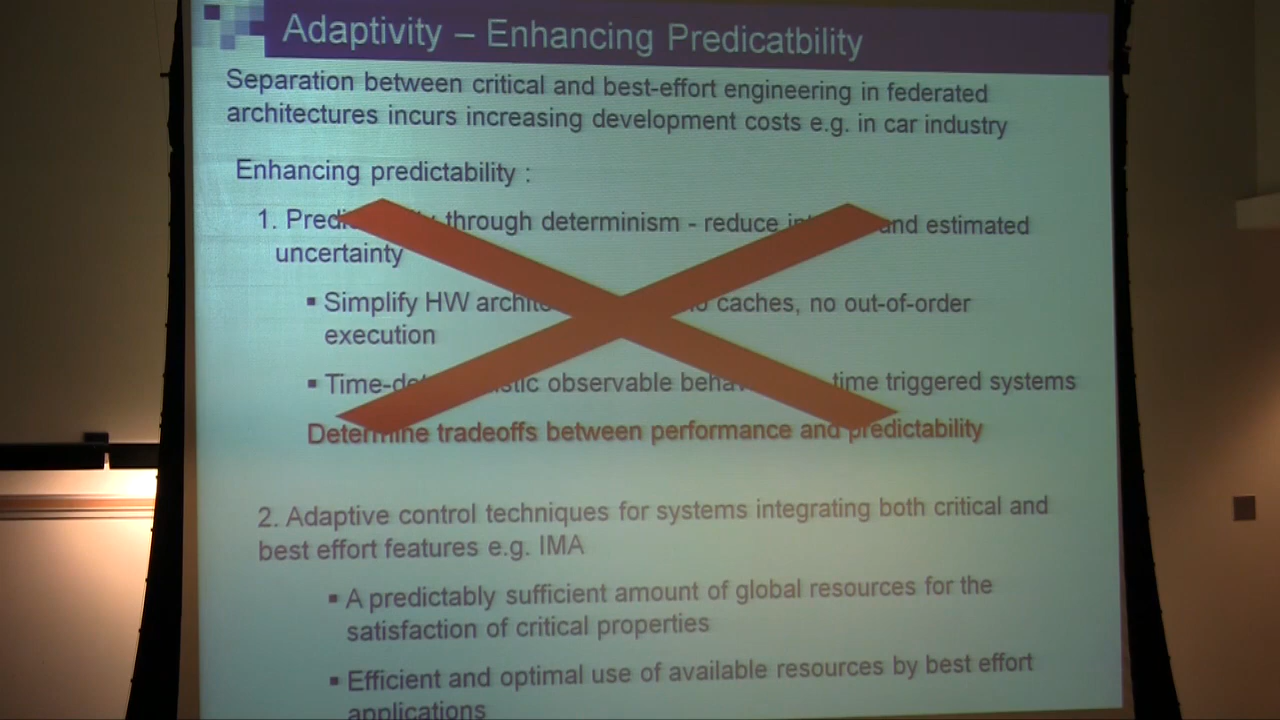 Adaptivity – Enhancing Predicatbility
Separation between critical and best-effort engineering in federated
architectures incurs increasing development costs e.g. in car industry
Enhancing predictability :
1. through determinism - reduce and estimated
uncertainty
▪ Simplify HW caches, no out-of-order
execution
▪ observable time triggered systems
Determine tradeoffs between performance and predictability
2. Adaptive control techniques for systems integrating both critical and
best effort features e.g. IMA
▪ A predictably sufficient amount of global resources for the
satisfaction of critical properties
▪ Efficient and optimal use of available resources by best effort
applications